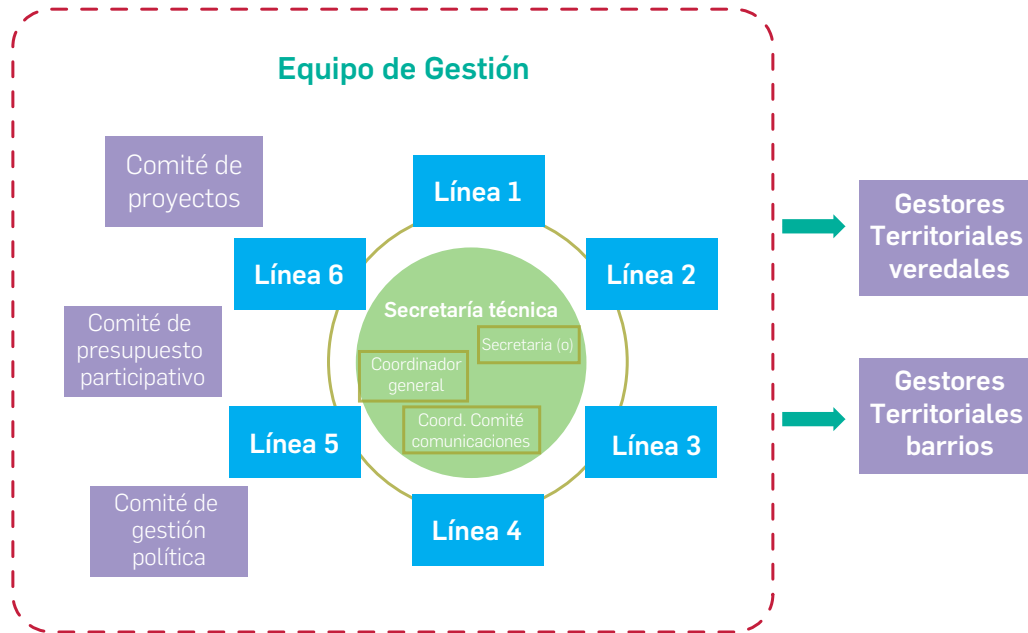 Equipo de Gestión
Comité de
proyectos
Línea 1
Línea 6
Línea 2
Secretaría técnica
Secretaria (o)
Coordinador
general
Coord. Comité
comunicaciones
Comité de
presupuesto
participativo
Línea 5
Línea 3
Línea 4
Comité de
gestión
política
Gestores
Territoriales
veredales
Gestores
Territoriales
barrios